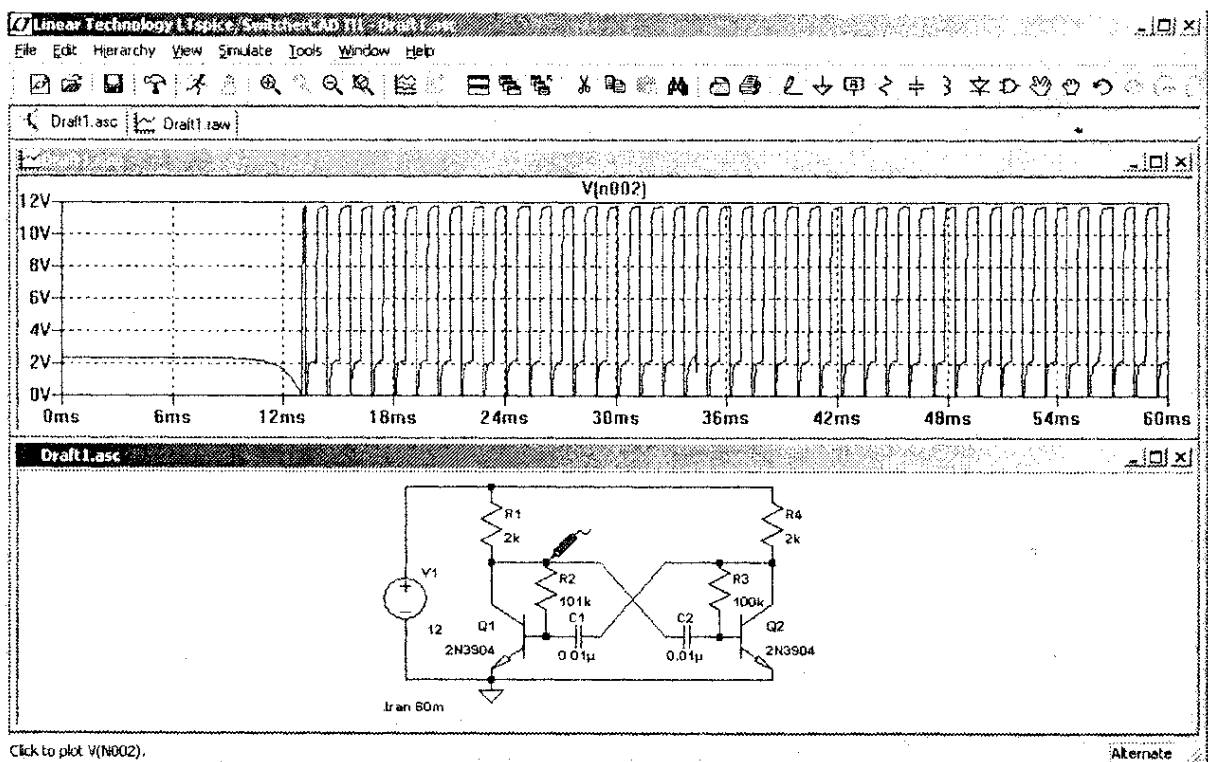 Linear Technology LTspice/SwitcherCAD III - Draft1.asc
File Edit Hierarchy View Simulate Tools Window Help
Draft1.asc Draft1.raw
V(n002)
12V
10V
8V
6V
4V
2V
0V
0ms 6ms 12ms 18ms 24ms 30ms 36ms 42ms 48ms 54ms 60ms
Draft1.asc
R1
2k
R4
2k
V1
12
R2
101k
R3
100k
C1
0.01µ
C2
0.01µ
Q1
2N3904
Q2
2N3904
.tran 60m
Click to plot V(N002).
Alternate